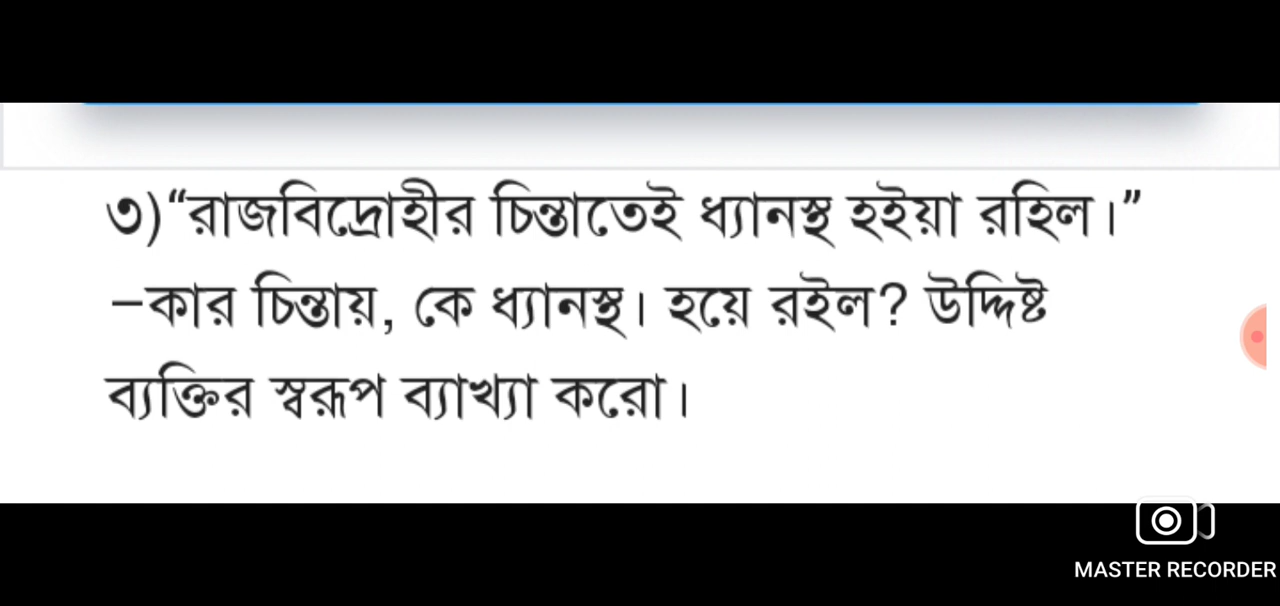 ৩)“রাজবিদ্রোহীর চিন্তাতেই ধ্যানস্থ হইয়া রহিল।”
–কার চিন্তায়, কে ধ্যানস্থ। হয়ে রইল? উদ্দিষ্ট
ব্যক্তির স্বরূপ ব্যাখ্যা করো।
MASTER RECORDER